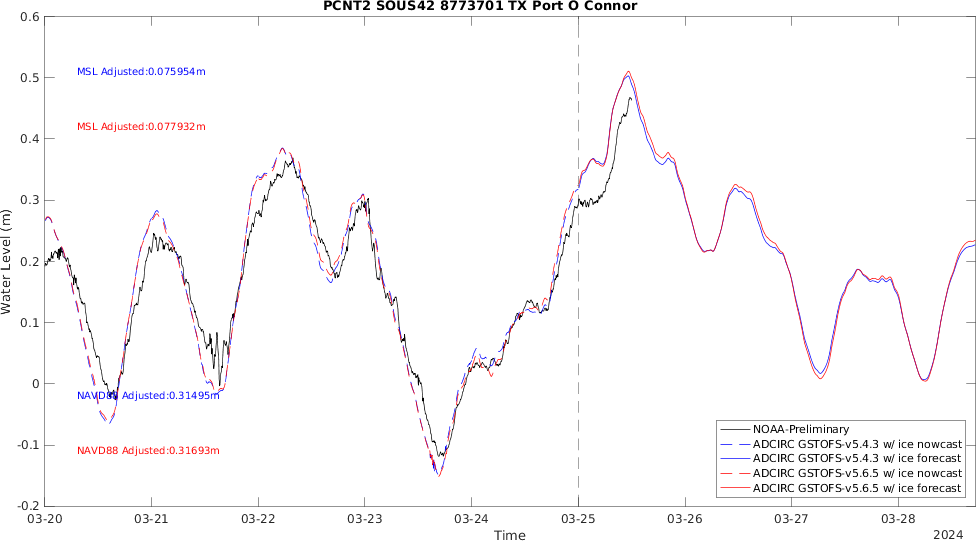 PCNT2 SOUS42 8773701 TX Port O Connor
0.6
0.5
0.4
0.3
0.2
0.1
0
-0.1
-0.2
Water Level (m)
MSL Adjusted:0.075954m
MSL Adjusted:0.077932m
NAVD88 Adjusted:0.31495m
NAVD88 Adjusted:0.31693m
NOAA-Preliminary
ADCIRC GSTOFS-v5.4.3 w/ ice nowcast
ADCIRC GSTOFS-v5.4.3 w/ ice forecast
ADCIRC GSTOFS-v5.6.5 w/ ice nowcast
ADCIRC GSTOFS-v5.6.5 w/ ice forecast
03-20 03-21 03-22 03-23 03-24 03-25 03-26 03-27 03-28
Time
2024